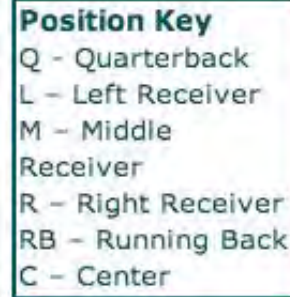 Position Key
Q - Quarterback
L – Left Receiver
M – Middle
Receiver
R – Right Receiver
RB – Running Back
C – Center